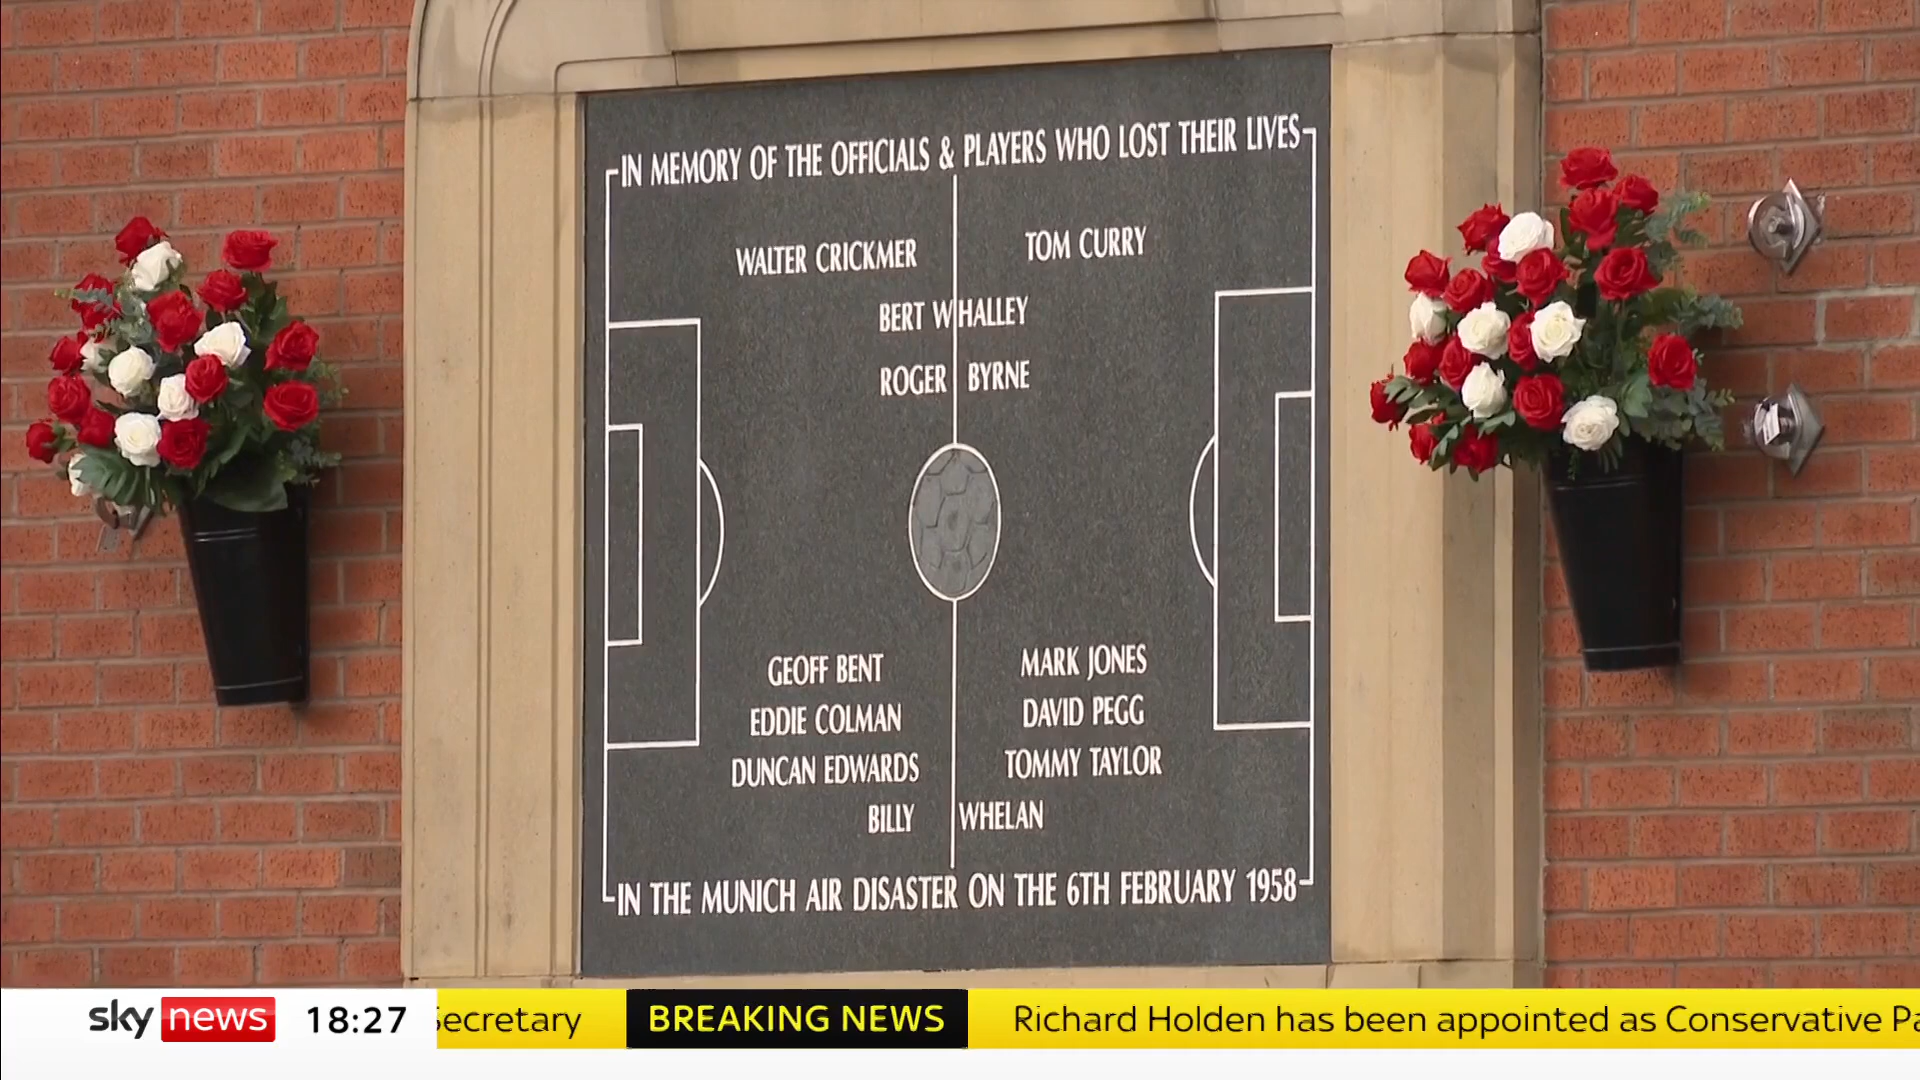 IN MEMORY OF THE OFFICIALS & PLAYERS WHO LOST THEIR LIVES
WALTER CRICKMER
TOM CURRY
BERT WHALLEY
ROGER BYRNE
GEOFF BENT
MARK JONES
EDDIE COLMAN
DAVID PEGG
DUNCAN EDWARDS
TOMMY TAYLOR
BILLY WHELAN
IN THE MUNICH AIR DISASTER ON THE 6TH FEBRUARY 1958
sky news 18:27 Secretary BREAKING NEWS Richard Holden has been appointed as Conservative Pa